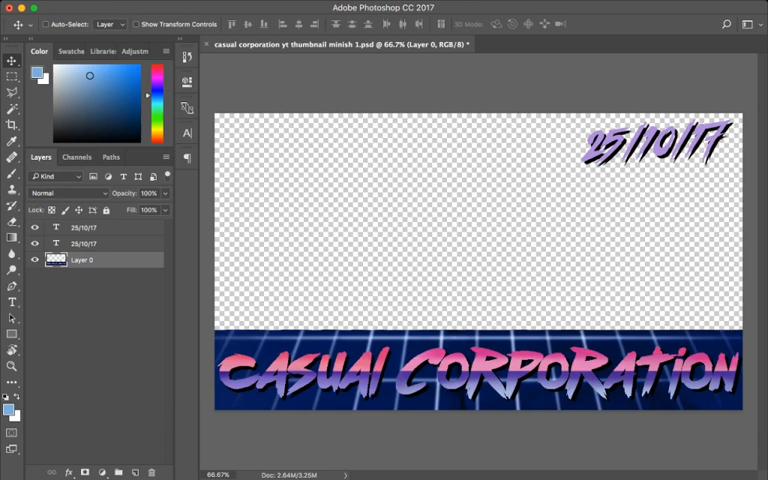 Adobe Photoshop CC 2017
Auto-Select: Layer Show Transform Controls 3D Mode:
casual corporation yt thumbnail minish 1.psd @ 66.7% (Layer 0, RGB/8) *
Color Swatche Librarie Adjustm
Layers Channels Paths
Kind
Normal Opacity: 100%
Lock: Fill: 100%
T 25/10/17
T 25/10/17
Layer 0
25/10/17
CASUAL CORPORATION
66.67% Doc: 2.64M/3.25M